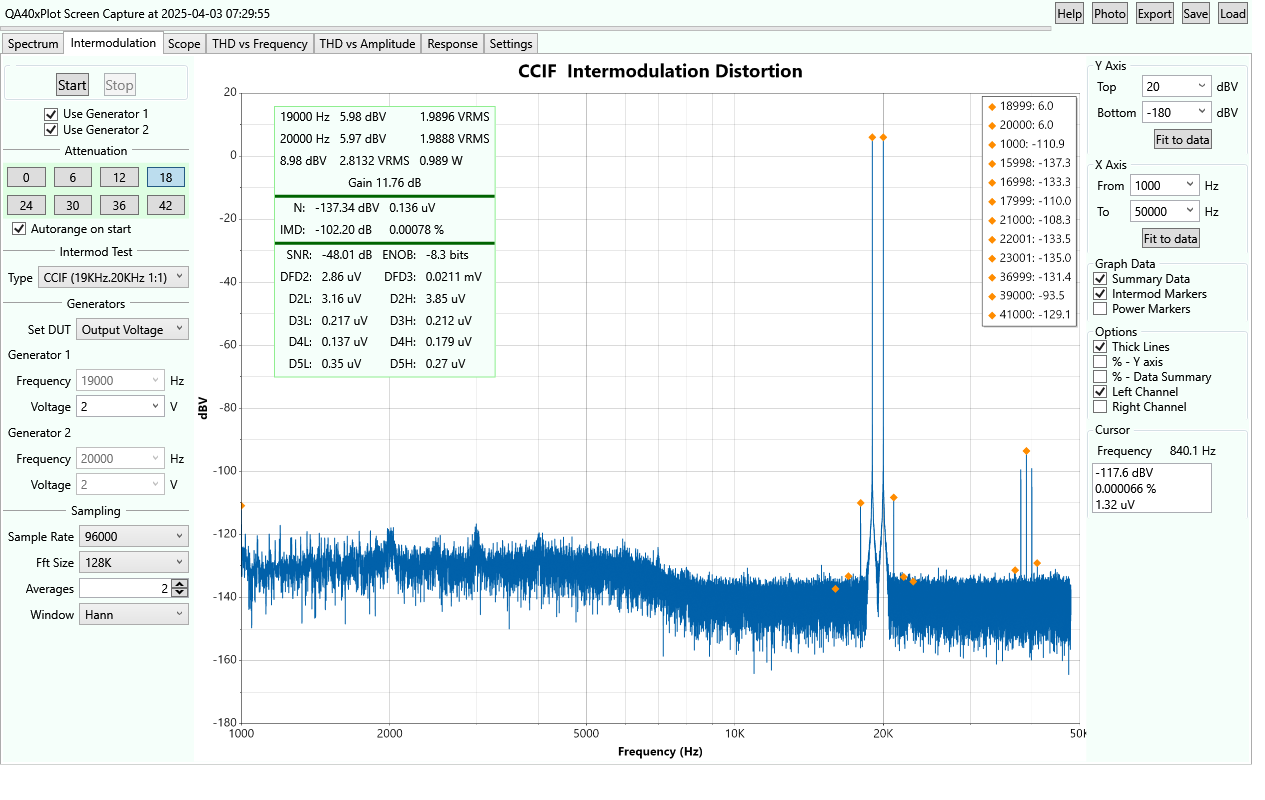 QA40xPlot Screen Capture at 2025-04-03 07:29:55
Help Photo Export Save Load
Spectrum Intermodulation Scope THD vs Frequency THD vs Amplitude Response Settings
Start Stop
Use Generator 1
Use Generator 2
Attenuation
0 6 12 18
24 30 36 42
Autorange on start
Intermod Test
Type CCIF (19KHz.20KHz 1:1)
Generators
Set DUT Output Voltage
Generator 1
Frequency 19000 Hz
Voltage 2 V
Generator 2
Frequency 20000 Hz
Voltage 2 V
Sampling
Sample Rate 96000
Fft Size 128K
Averages 2
Window Hann
CCIF Intermodulation Distortion
19000 Hz 5.98 dBV 1.9896 VRMS
20000 Hz 5.97 dBV 1.9888 VRMS
8.98 dBV 2.8132 VRMS 0.989 W
Gain 11.76 dB
N: -137.34 dBV 0.136 uV
IMD: -102.20 dB 0.00078 %
SNR: -48.01 dB ENOB: -8.3 bits
DFD2: 2.86 uV DFD3: 0.0211 mV
D2L: 3.16 uV D2H: 3.85 uV
D3L: 0.217 uV D3H: 0.212 uV
D4L: 0.137 uV D4H: 0.179 uV
D5L: 0.35 uV D5H: 0.27 uV
18999: 6.0
20000: 6.0
1000: -110.9
15998: -137.3
16998: -133.3
17999: -110.0
21000: -108.3
22001: -133.5
23001: -135.0
36999: -131.4
39000: -93.5
41000: -129.1
dBV
20
0
-20
-40
-60
-80
-100
-120
-140
-160
-180
1000 2000 5000 10K 20K 50K
Frequency (Hz)
Y Axis
Top 20 dBV
Bottom -180 dBV
Fit to data
X Axis
From 1000 Hz
To 50000 Hz
Fit to data
Graph Data
Summary Data
Intermod Markers
Power Markers
Options
Thick Lines
% - Y axis
% - Data Summary
Left Channel
Right Channel
Cursor
Frequency 840.1 Hz
-117.6 dBV
0.000066 %
1.32 uV